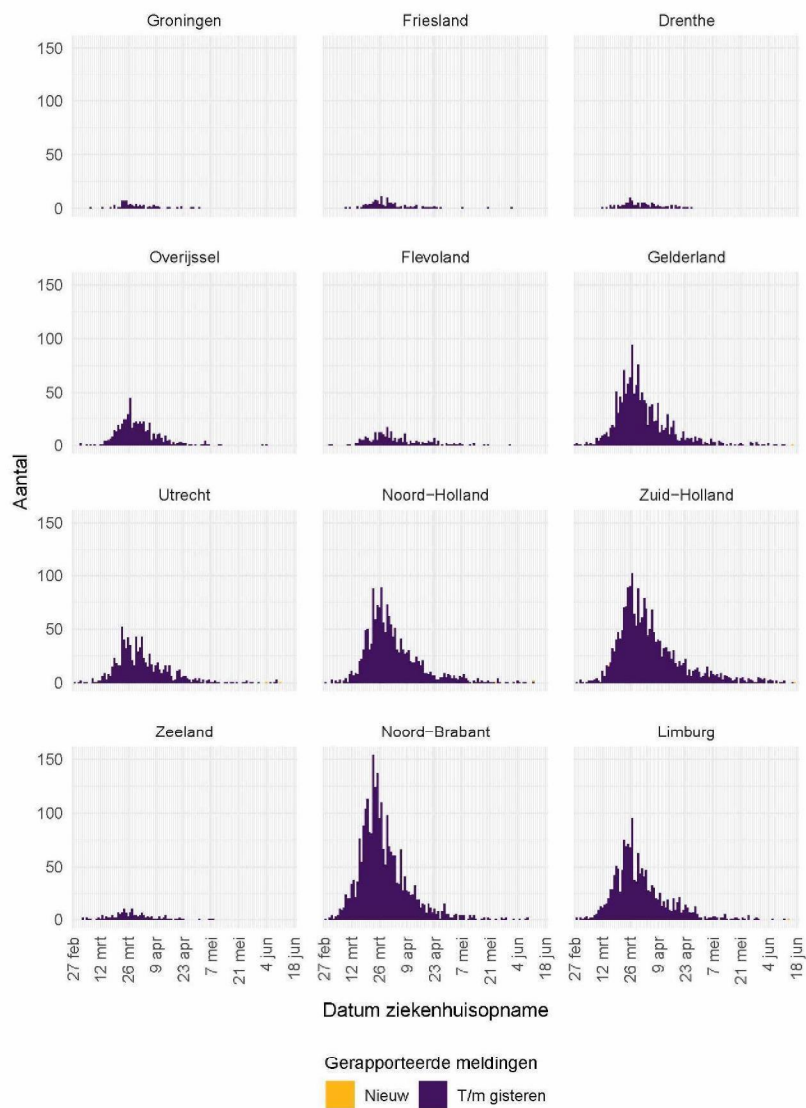 Groningen Friesland Drenthe
150
100
50
0
Overijssel Flevoland Gelderland
150
100
50
0
Aantal
Utrecht Noord-Holland Zuid-Holland
150
100
50
0
Zeeland Noord-Brabant Limburg
150
100
50
0
27 feb 12 mrt 26 mrt 9 apr 23 apr 7 mei 21 mei 4 jun 18 jun 27 feb 12 mrt 26 mrt 9 apr 23 apr 7 mei 21 mei 4 jun 18 jun 27 feb 12 mrt 26 mrt 9 apr 23 apr 7 mei 21 mei 4 jun 18 jun
Datum ziekenhuisopname
Gerapporteerde meldingen
Nieuw T/m gisteren